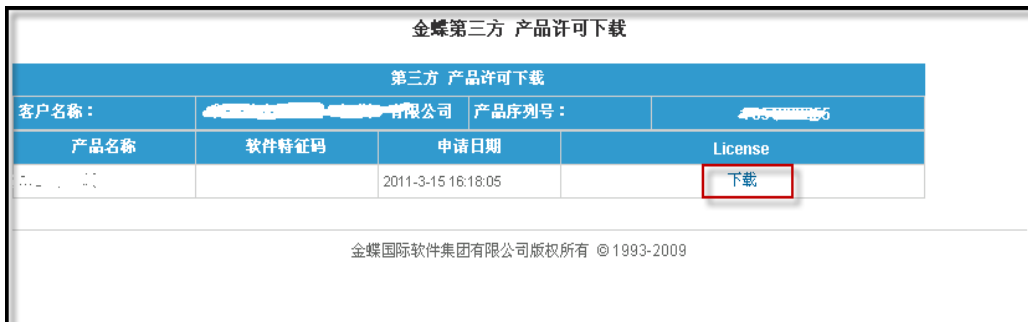 金蝶第三方 产品许可下载
第三方 产品许可下载
客户名称： 有限公司 产品序列号：
产品名称 软件特征码 申请日期 License
2011-3-15 16:18:05 下载
金蝶国际软件集团有限公司版权所有 ©1993-2009